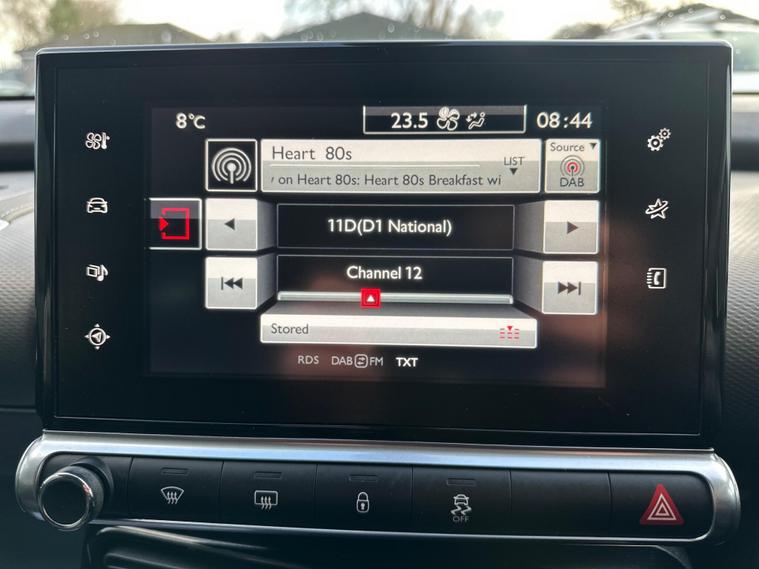 8°C
23.5
08:44
Heart 80s
LIST
Source
on Heart 80s: Heart 80s Breakfast wi
DAB
11D(D1 National)
Channel 12
Stored
RDS DAB FM TXT
OFF